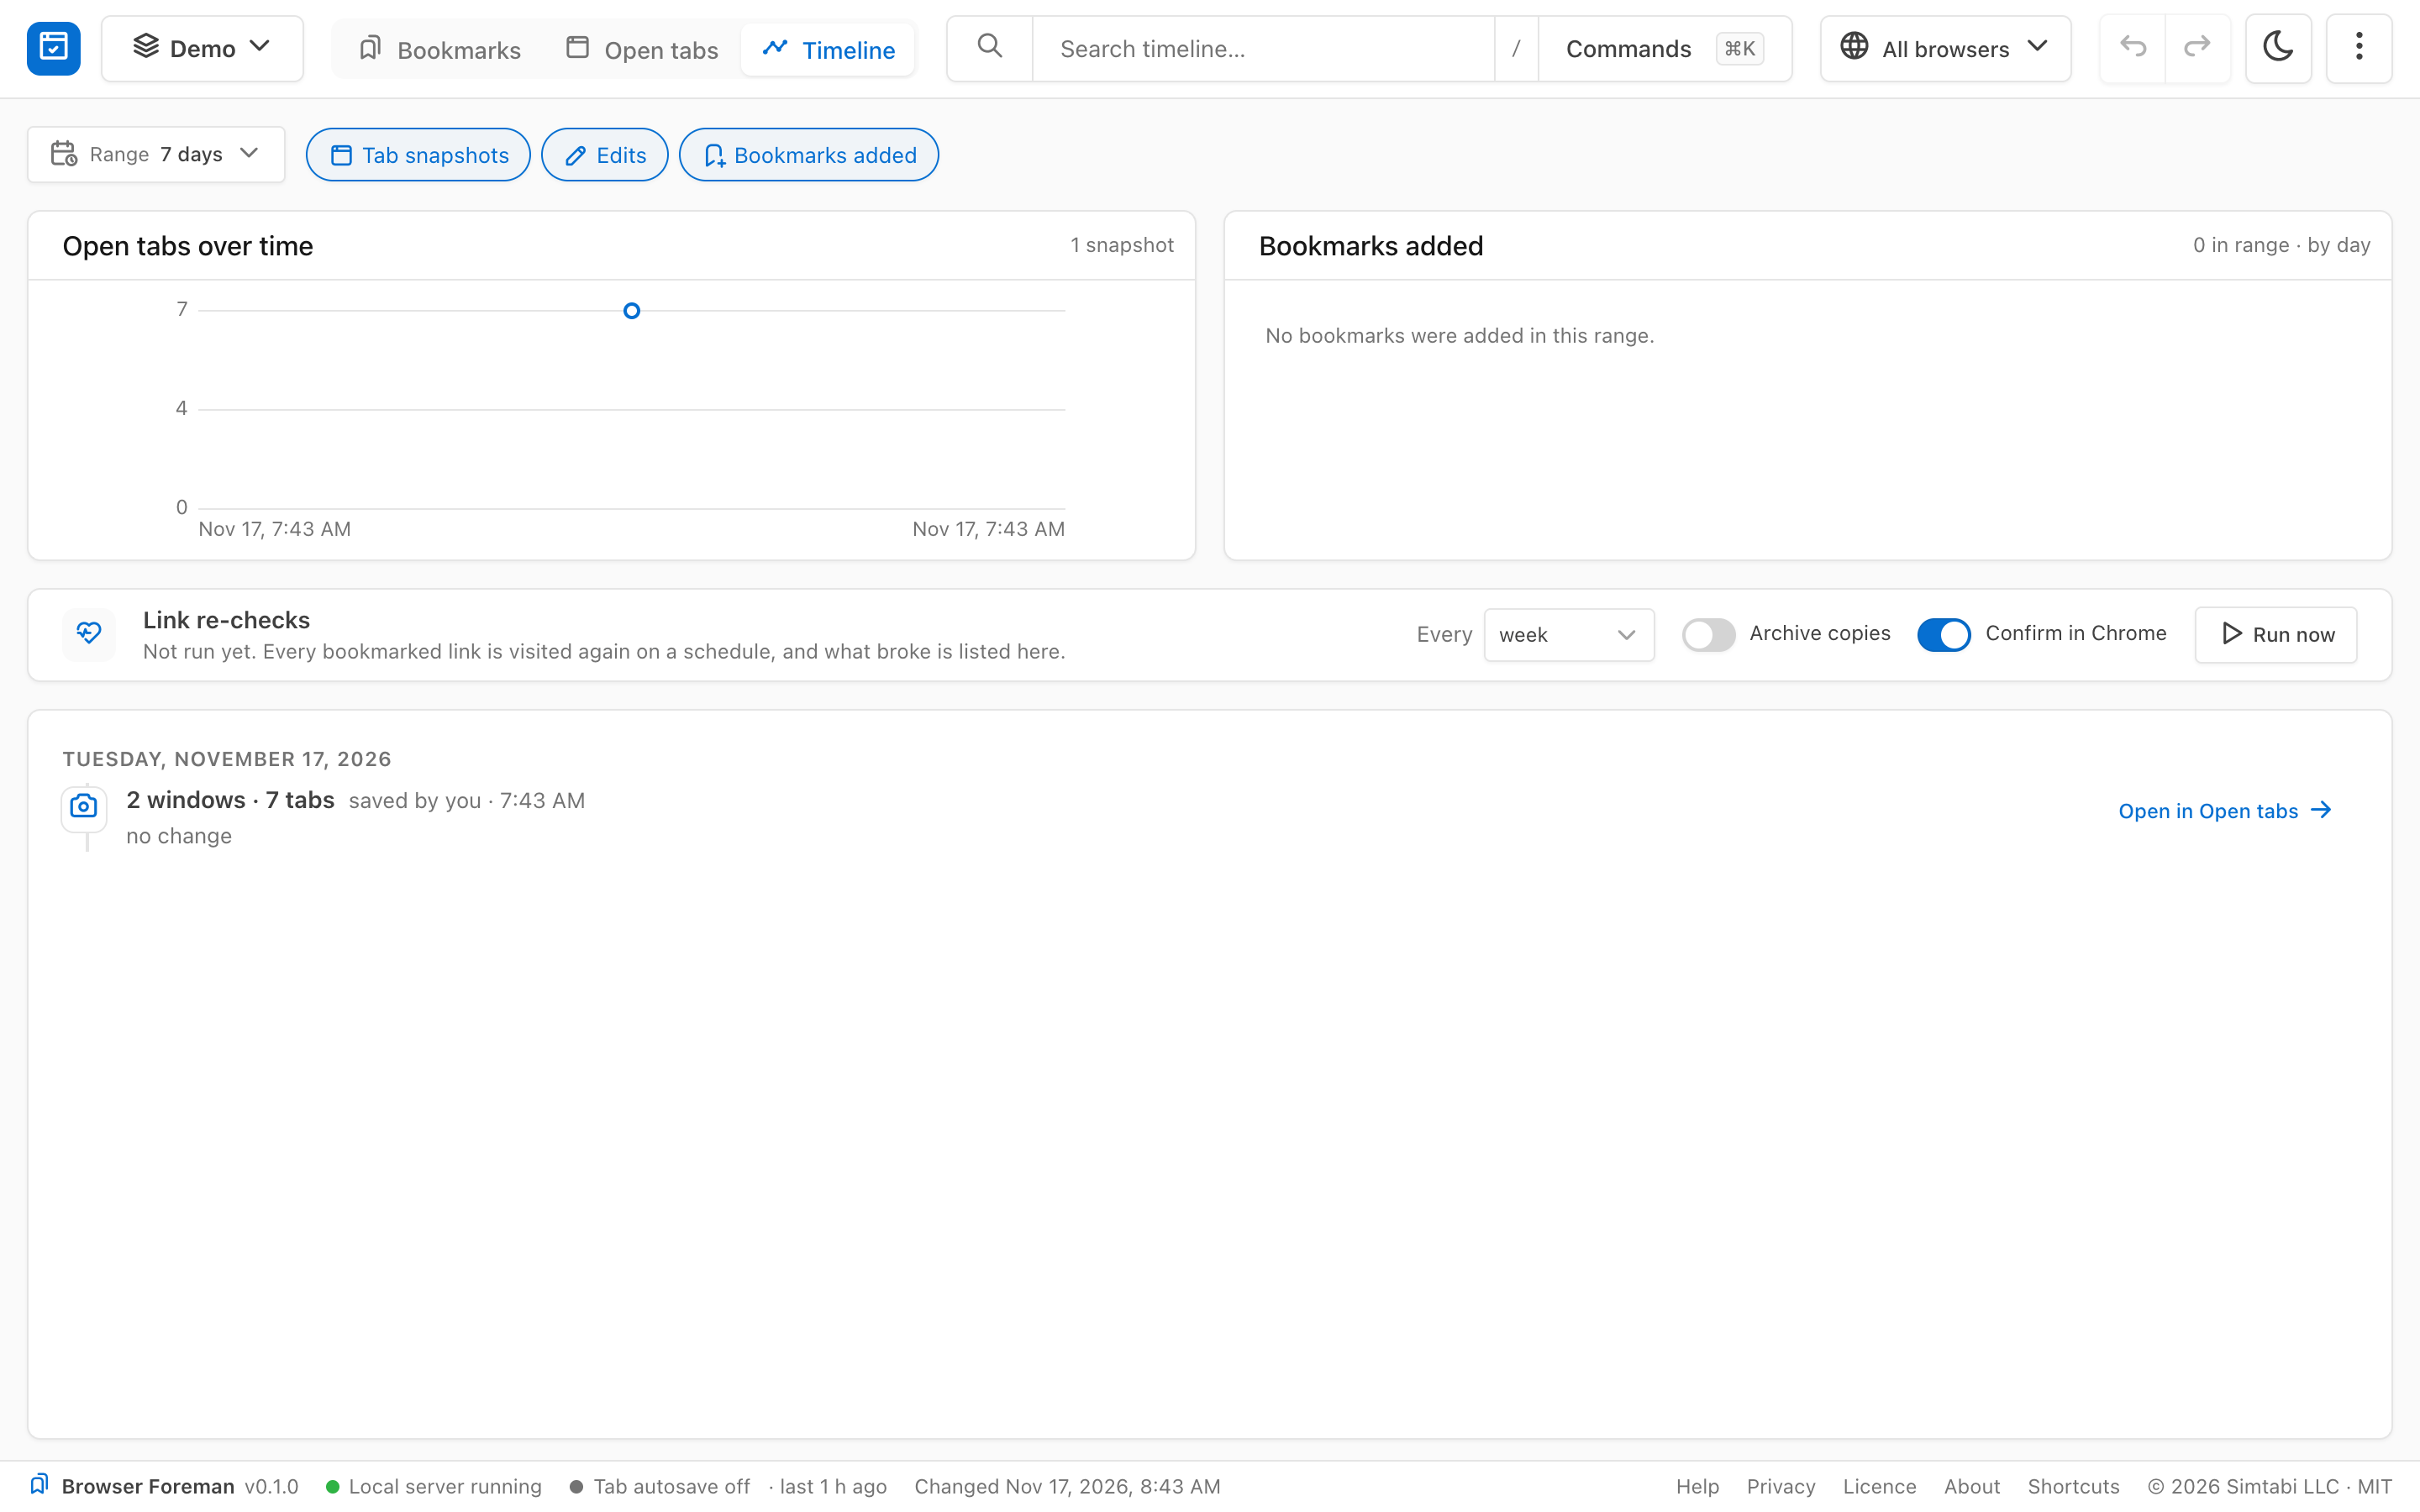 Demo
Bookmarks
Open tabs
Timeline
Search timeline...
/
Commands ⌘K
All browsers
Range 7 days
Tab snapshots
Edits
Bookmarks added
Open tabs over time
1 snapshot
7
4
0
Nov 17, 7:43 AM
Nov 17, 7:43 AM
Bookmarks added
0 in range · by day
No bookmarks were added in this range.
Link re-checks
Not run yet. Every bookmarked link is visited again on a schedule, and what broke is listed here.
Every week
Archive copies
Confirm in Chrome
Run now
TUESDAY, NOVEMBER 17, 2026
2 windows · 7 tabs saved by you · 7:43 AM
no change
Open in Open tabs →
Browser Foreman v0.1.0
Local server running
Tab autosave off · last 1 h ago
Changed Nov 17, 2026, 8:43 AM
Help
Privacy
Licence
About
Shortcuts
© 2026 Simtabi LLC · MIT